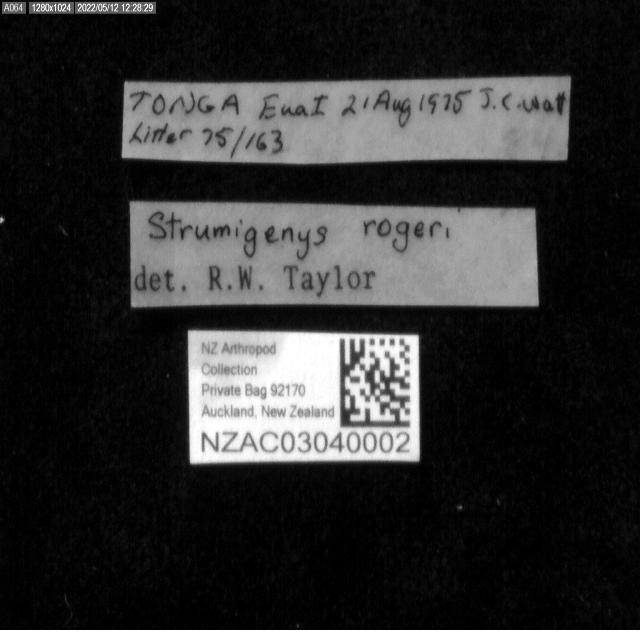 A064 1280x1024 2022/05/12 12:28:29
TONGA Eua I 21 Aug 1975 J.C. Watt
Litter 75/163
Strumigenys rogeri
det. R.W. Taylor
NZ Arthropod
Collection
Private Bag 92170
Auckland, New Zealand
NZAC03040002